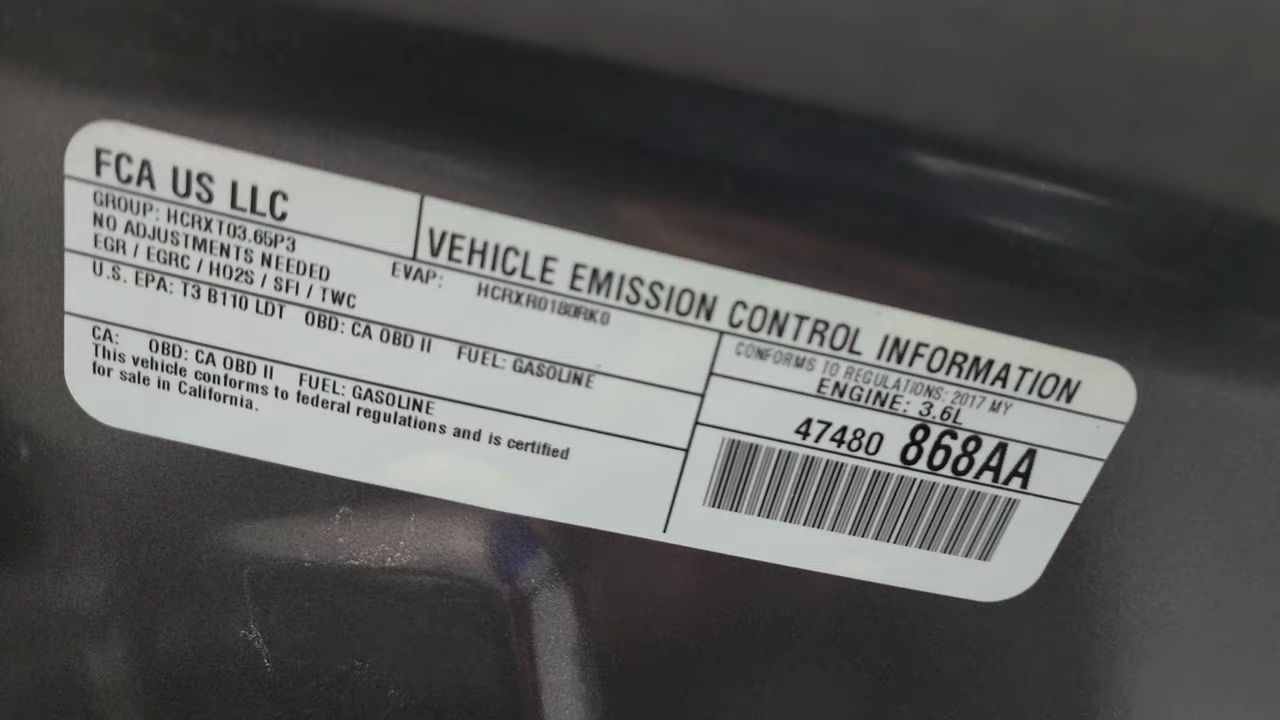 FCA US LLC
VEHICLE EMISSION CONTROL INFORMATION
GROUP: HCRXT03.65P3
EVAP: HCRXR0180RK0
NO ADJUSTMENTS NEEDED
EGR / EGRC / HO2S / SFI / TWC
U.S. EPA: T3 B110 LDT OBD: CA OBD II FUEL: GASOLINE
CA: OBD: CA OBD II FUEL: GASOLINE
This vehicle conforms to federal regulations and is certified
for sale in California.
CONFORMS TO REGULATIONS: 2017 MY
ENGINE: 3.6L
47480 868AA